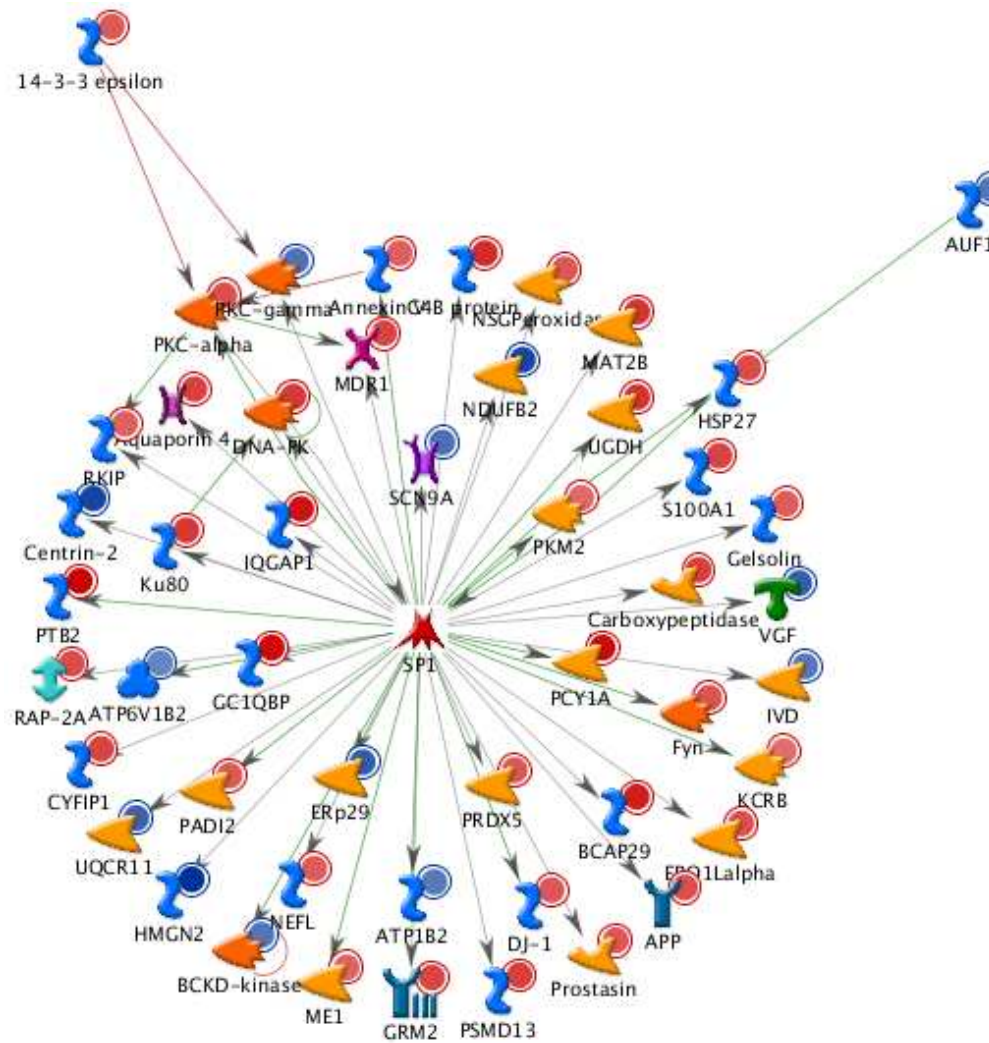 14-3-3 epsilon
AUF1
PKC-gamma
Annexin V
C4B protein
NSGPeroxidas
PKC-alpha
MDR1
MAT2B
NDUFB2
HSP27
Aquaporin 4
DNA-PK
UGDH
RKIP
SCN9A
S100A1
Centrin-2
Ku80
IQGAP1
PKM2
Gelsolin
PTB2
Carboxypeptidase
VGF
SP1
RAP-2A
ATP6V1B2
GC1QBP
PCY1A
IVD
Fyn
CYFIP1
PADI2
ERp29
PRDX5
KCRB
UQCR11
BCAP29
ERO1Lalpha
HMGN2
NEFL
ATP1B2
DJ-1
APP
BCKD-kinase
ME1
GRM2
PSMD13
Prostasin